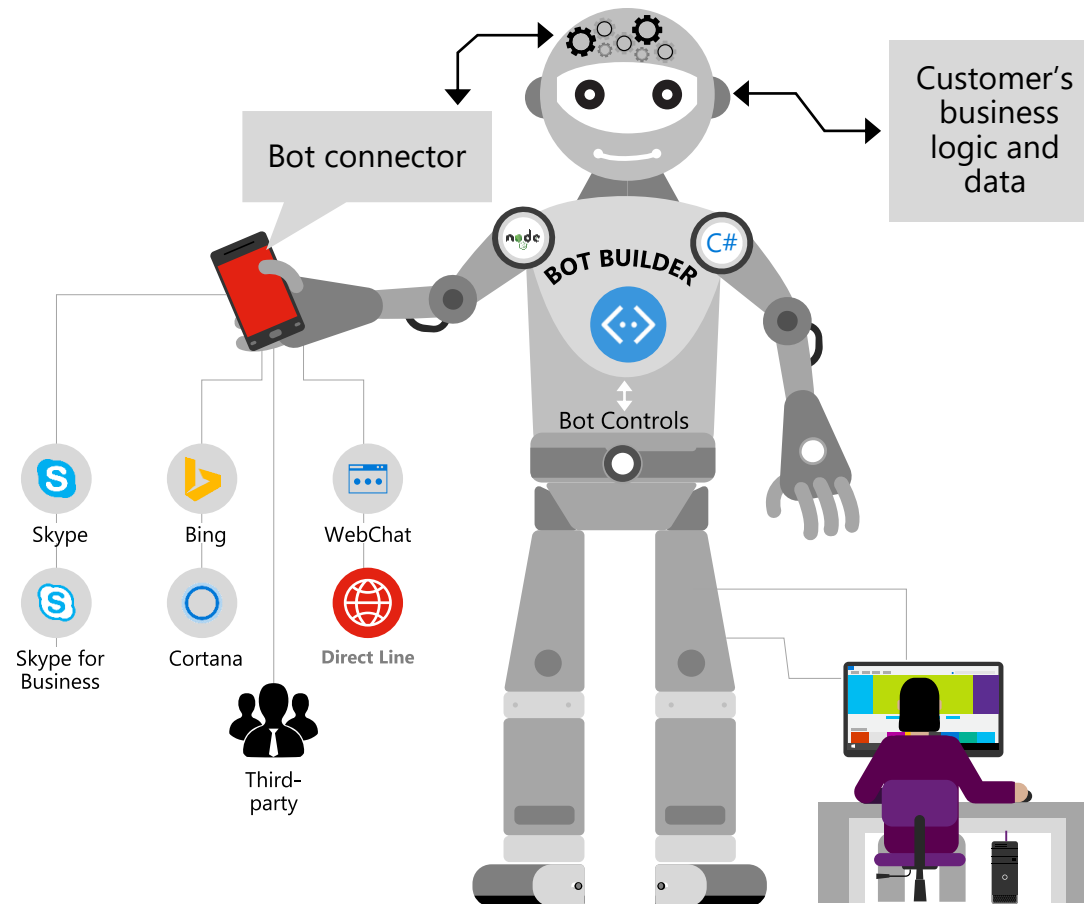 Customer's
business
logic and
data
Bot connector
node
C#
BOT BUILDER
Bot Controls
S
Skype
Bing
WebChat
S
Skype for
Business
Cortana
Direct Line
Third-
party